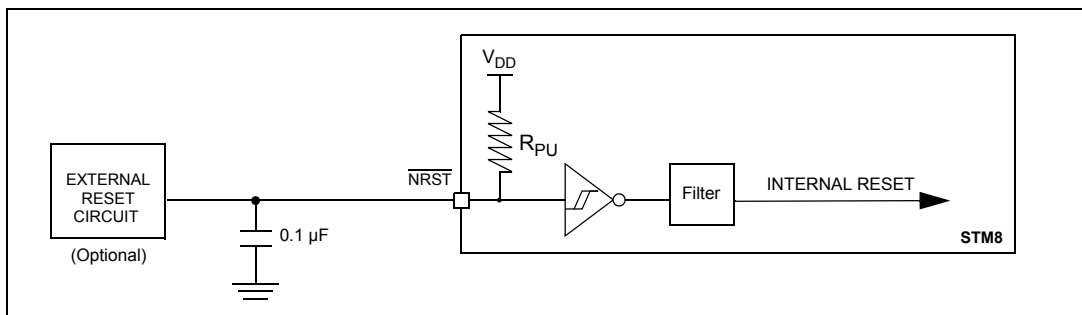 EXTERNAL
RESET
CIRCUIT
(Optional)
0.1 µF
NRST
VDD
RPU
Filter
INTERNAL RESET
STM8